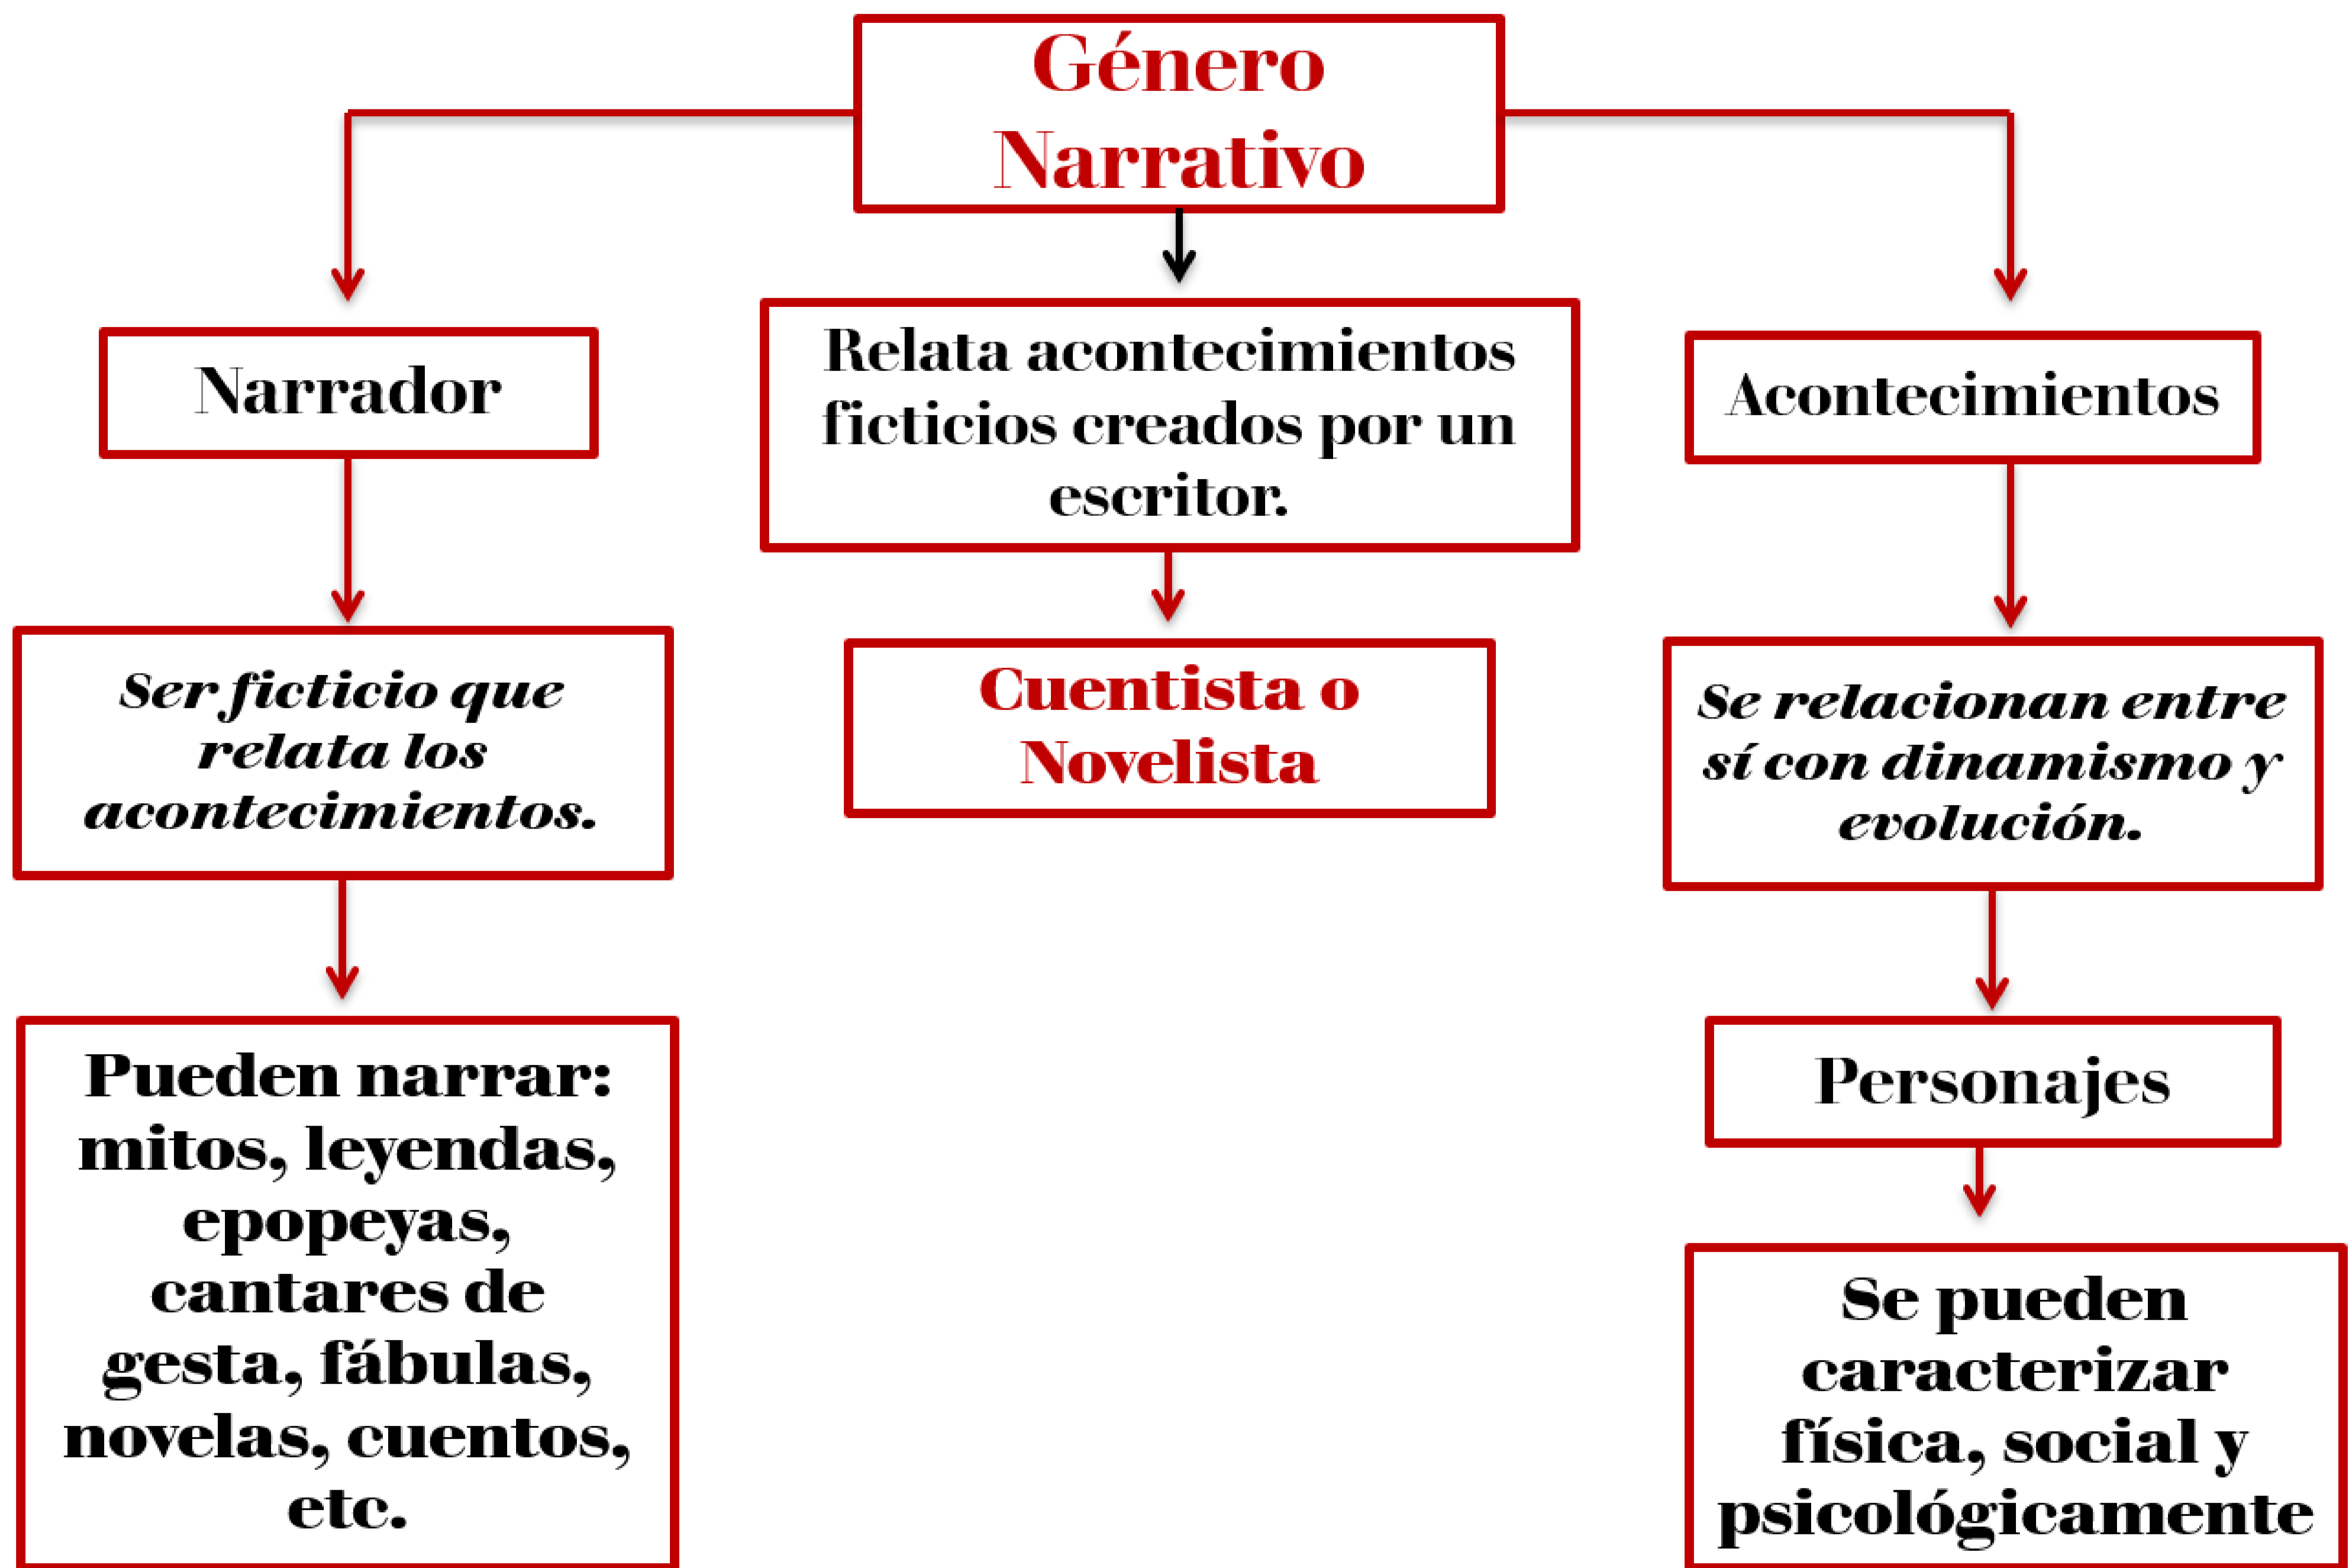 Género
Narrativo
Narrador
Relata acontecimientos
ficticios creados por un
escritor.
Acontecimientos
Ser ficticio que
relata los
acontecimientos.
Cuentista o
Novelista
Se relacionan entre
sí con dinamismo y
evolución.
Pueden narrar:
mitos, leyendas,
epopeyas,
cantares de
gesta, fábulas,
novelas, cuentos,
etc.
Personajes
Se pueden
caracterizar
física, social y
psicológicamente